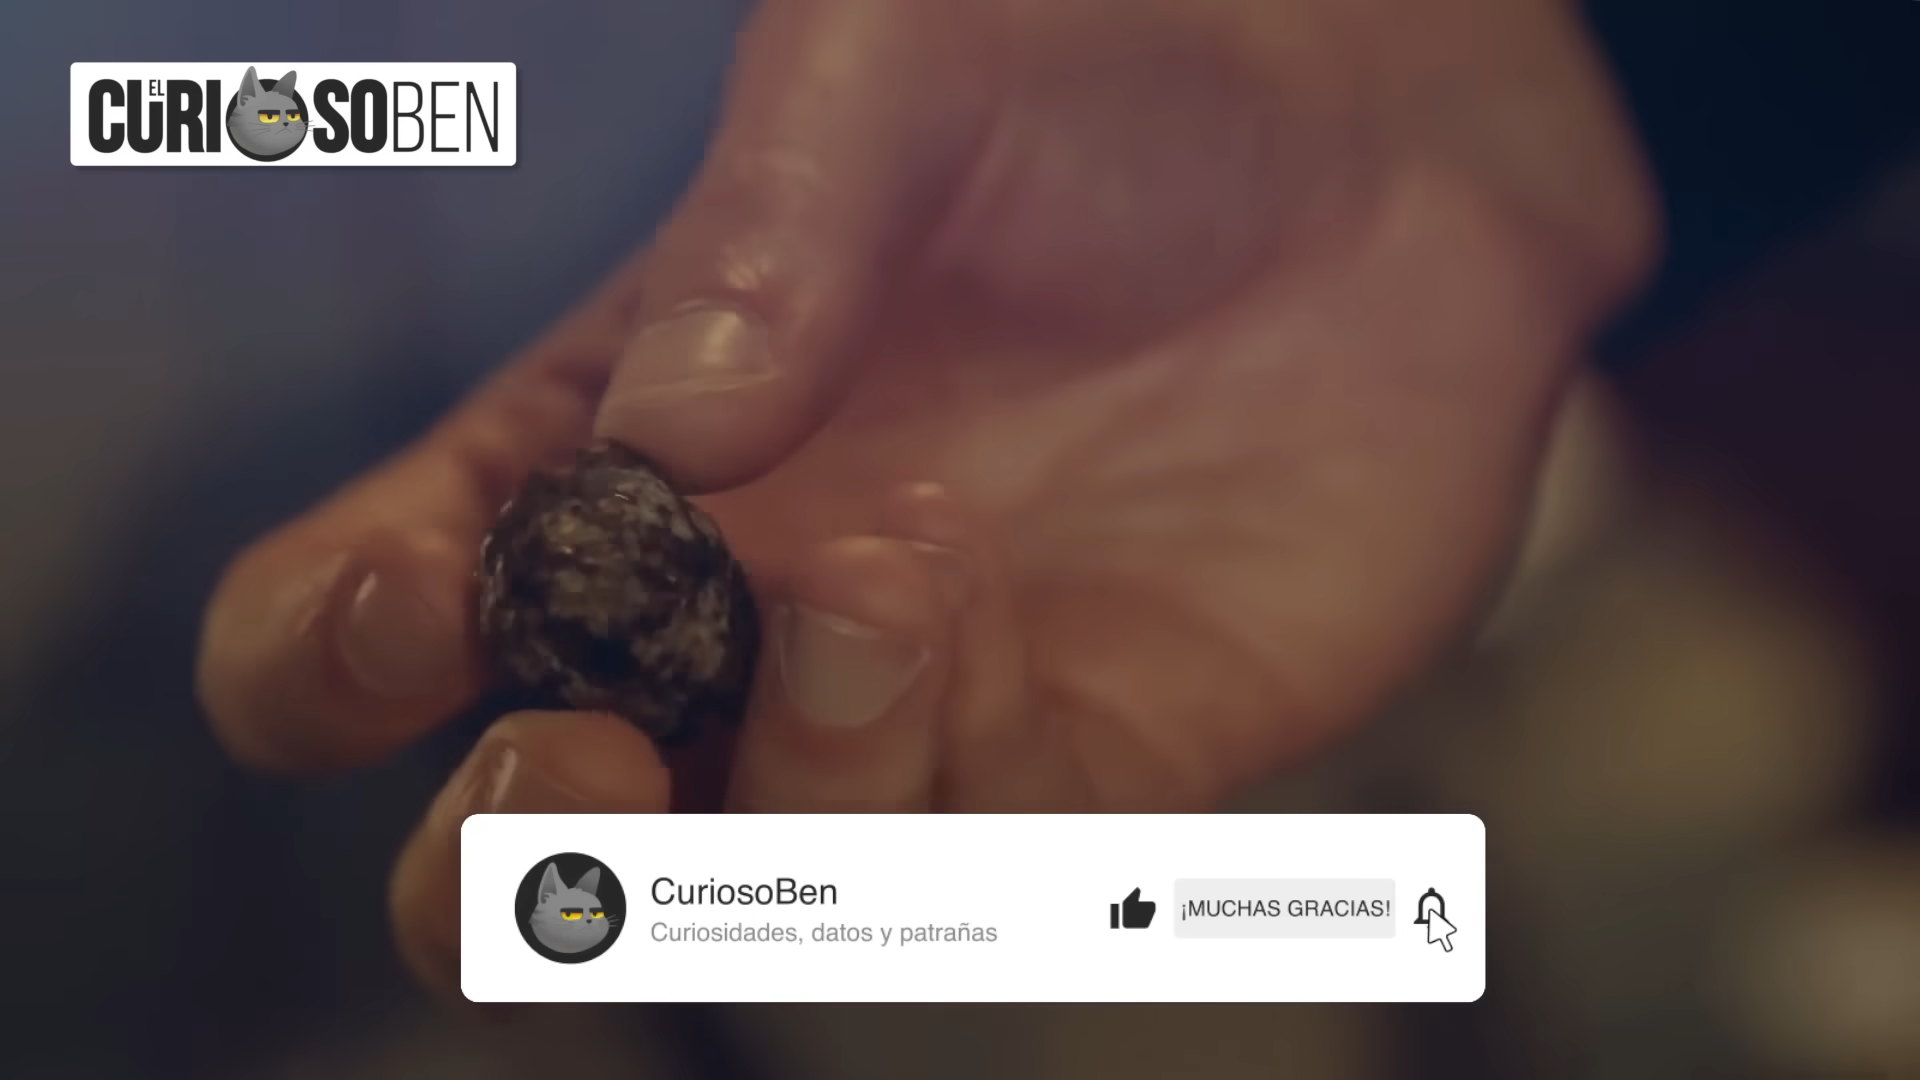 EL CURIOSOBEN
CuriosoBen
Curiosidades, datos y patrañas
¡MUCHAS GRACIAS!